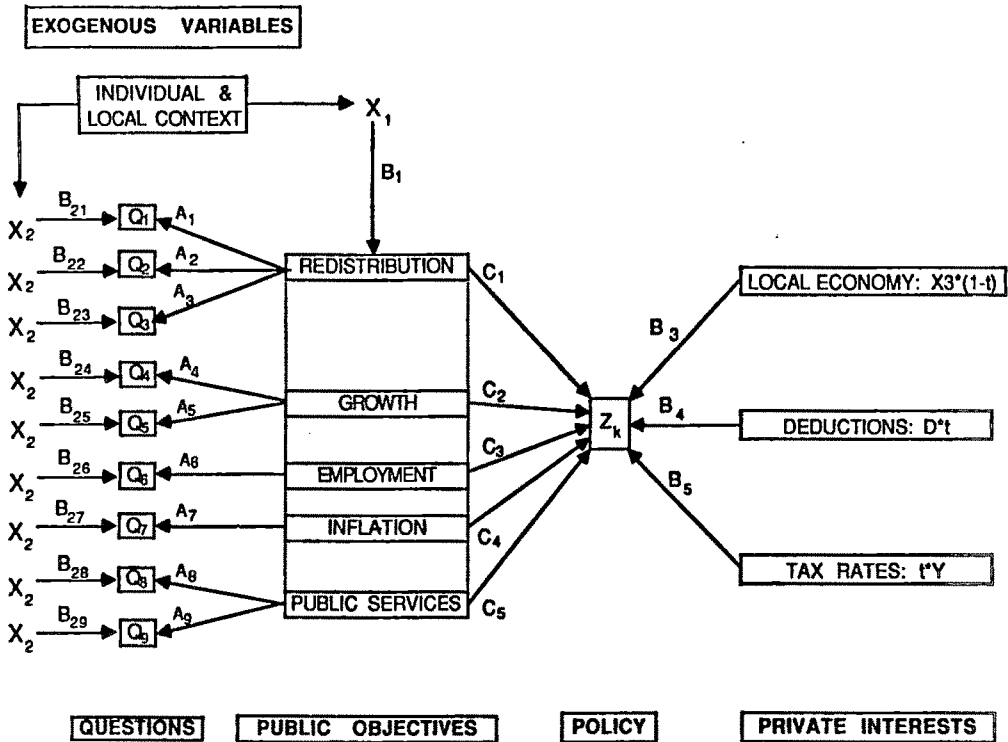 EXOGENOUS VARIABLES
INDIVIDUAL &
LOCAL CONTEXT
X1
B1
X2 B21 Q1 A1
X2 B22 Q2 A2
X2 B23 Q3 A3
X2 B24 Q4 A4
X2 B25 Q5 A5
X2 B26 Q6 A6
X2 B27 Q7 A7
X2 B28 Q8 A8
X2 B29 Q9 A9
REDISTRIBUTION
GROWTH
EMPLOYMENT
INFLATION
PUBLIC SERVICES
C1
C2
C3
C4
C5
Zk
B3
B4
B5
LOCAL ECONOMY: X3*(1-t)
DEDUCTIONS: D*t
TAX RATES: t*Y
QUESTIONS
PUBLIC OBJECTIVES
POLICY
PRIVATE INTERESTS